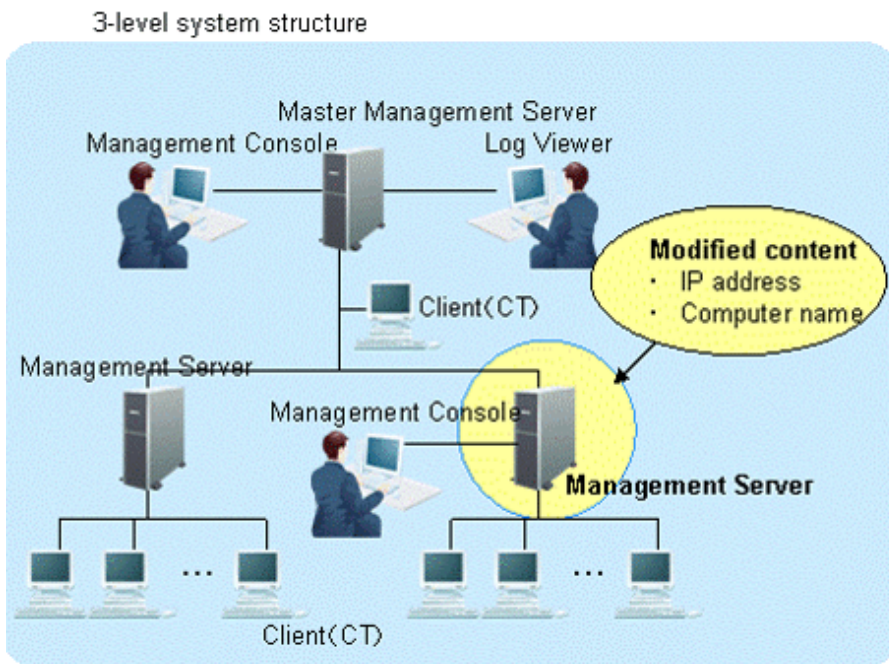 3-level system structure
Master Management Server
Management Console
Log Viewer
Modified content
・ IP address
・ Computer name
Client(CT)
Management Server
Management Console
Management Server
...
...
Client(CT)